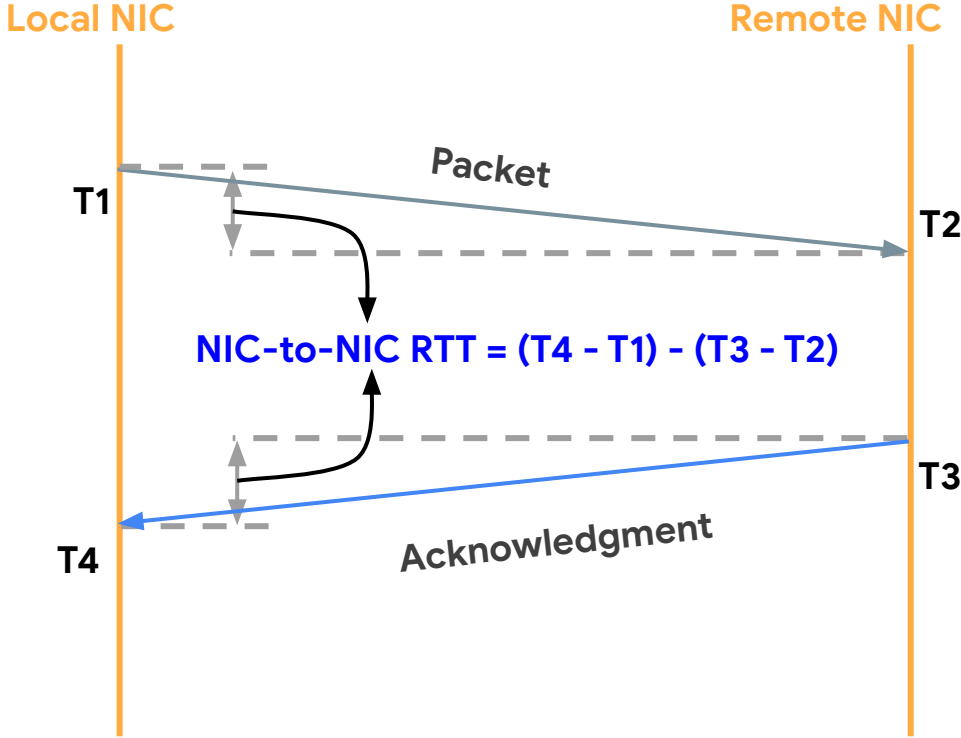 Local NIC
Remote NIC
Packet
T1
T2
NIC-to-NIC RTT = (T4 - T1) - (T3 - T2)
T3
Acknowledgment
T4